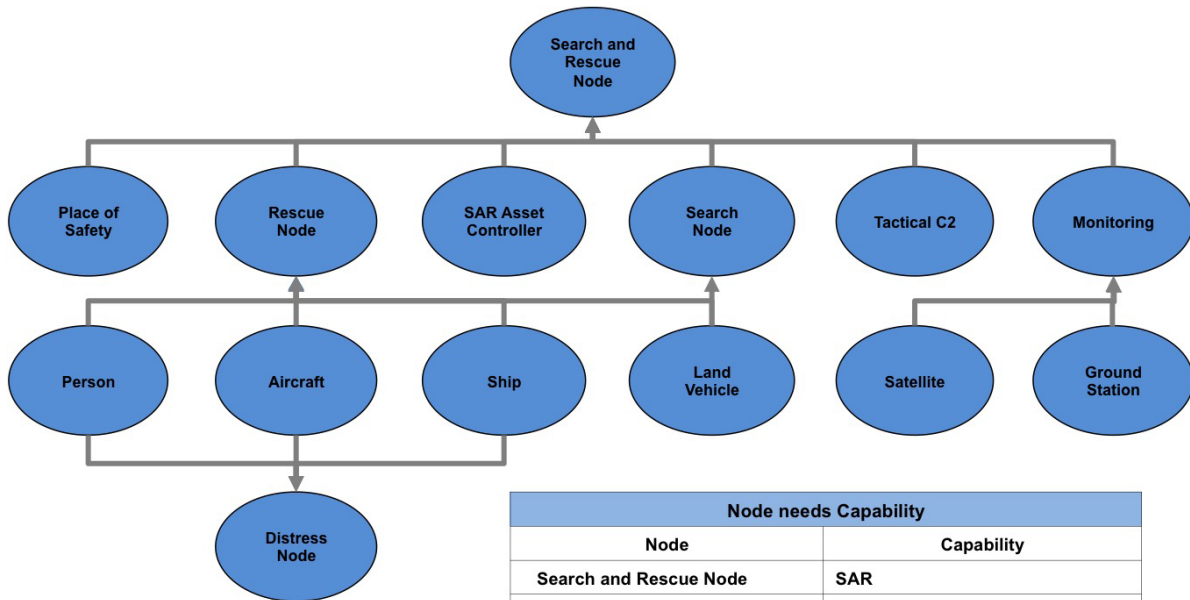 Search and
Rescue
Node
Place of
Safety
Rescue
Node
SAR Asset
Controller
Search
Node
Tactical C2
Monitoring
Person
Aircraft
Ship
Land
Vehicle
Satellite
Ground
Station
Distress
Node
Node needs Capability
Node Capability
Search and Rescue Node SAR